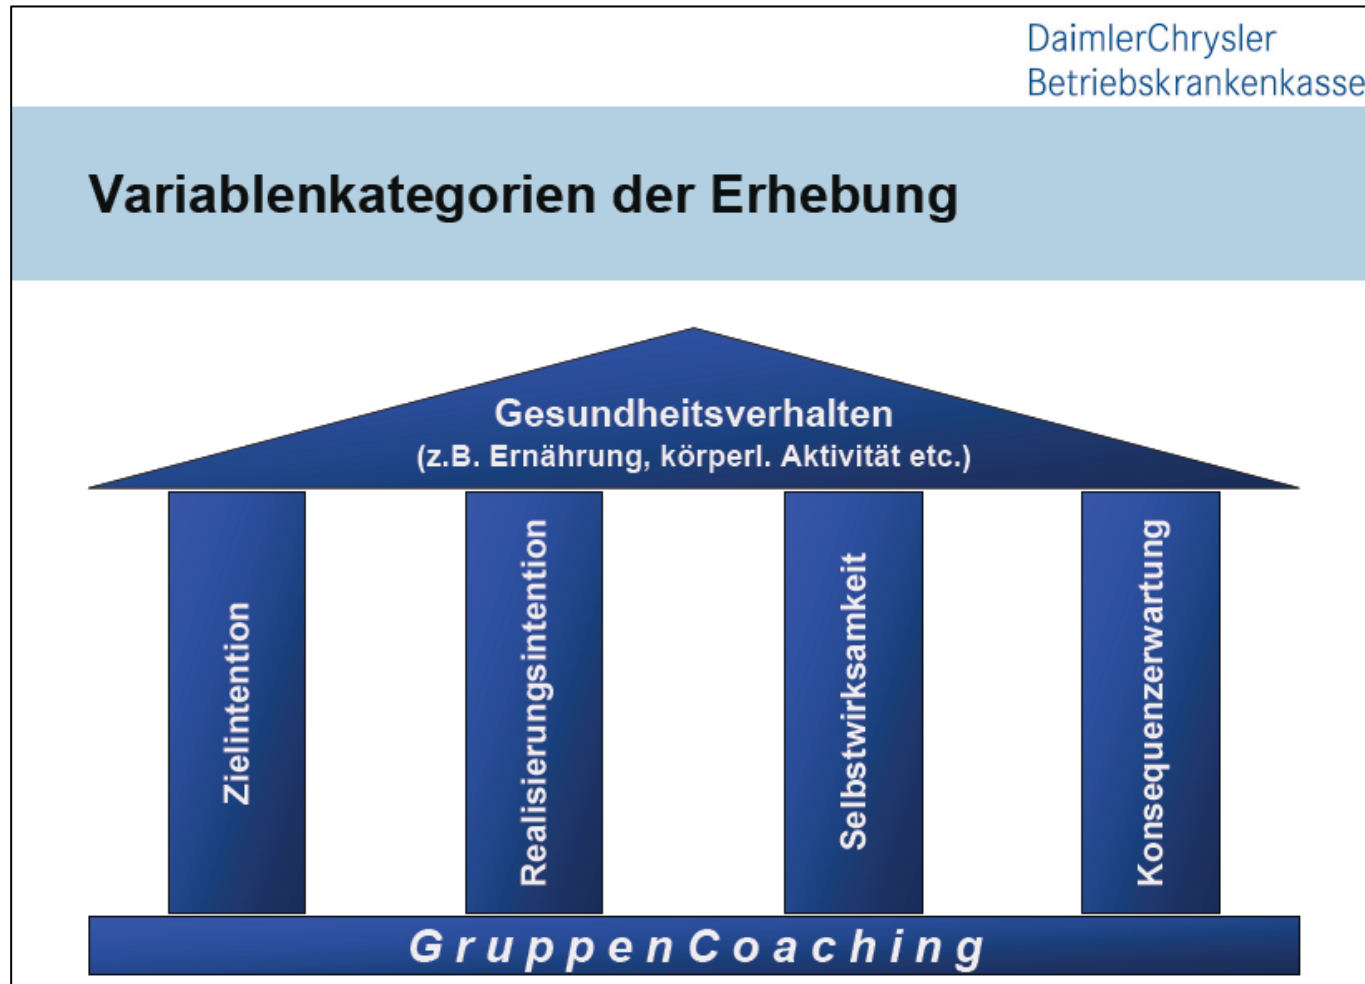 DaimlerChrysler
Betriebskrankenkasse
Variablenkategorien der Erhebung
Gesundheitsverhalten
(z.B. Ernährung, körperl. Aktivität etc.)
Zielintention
Realisierungsintention
Selbstwirksamkeit
Konsequenzerwartung
GruppenCoaching